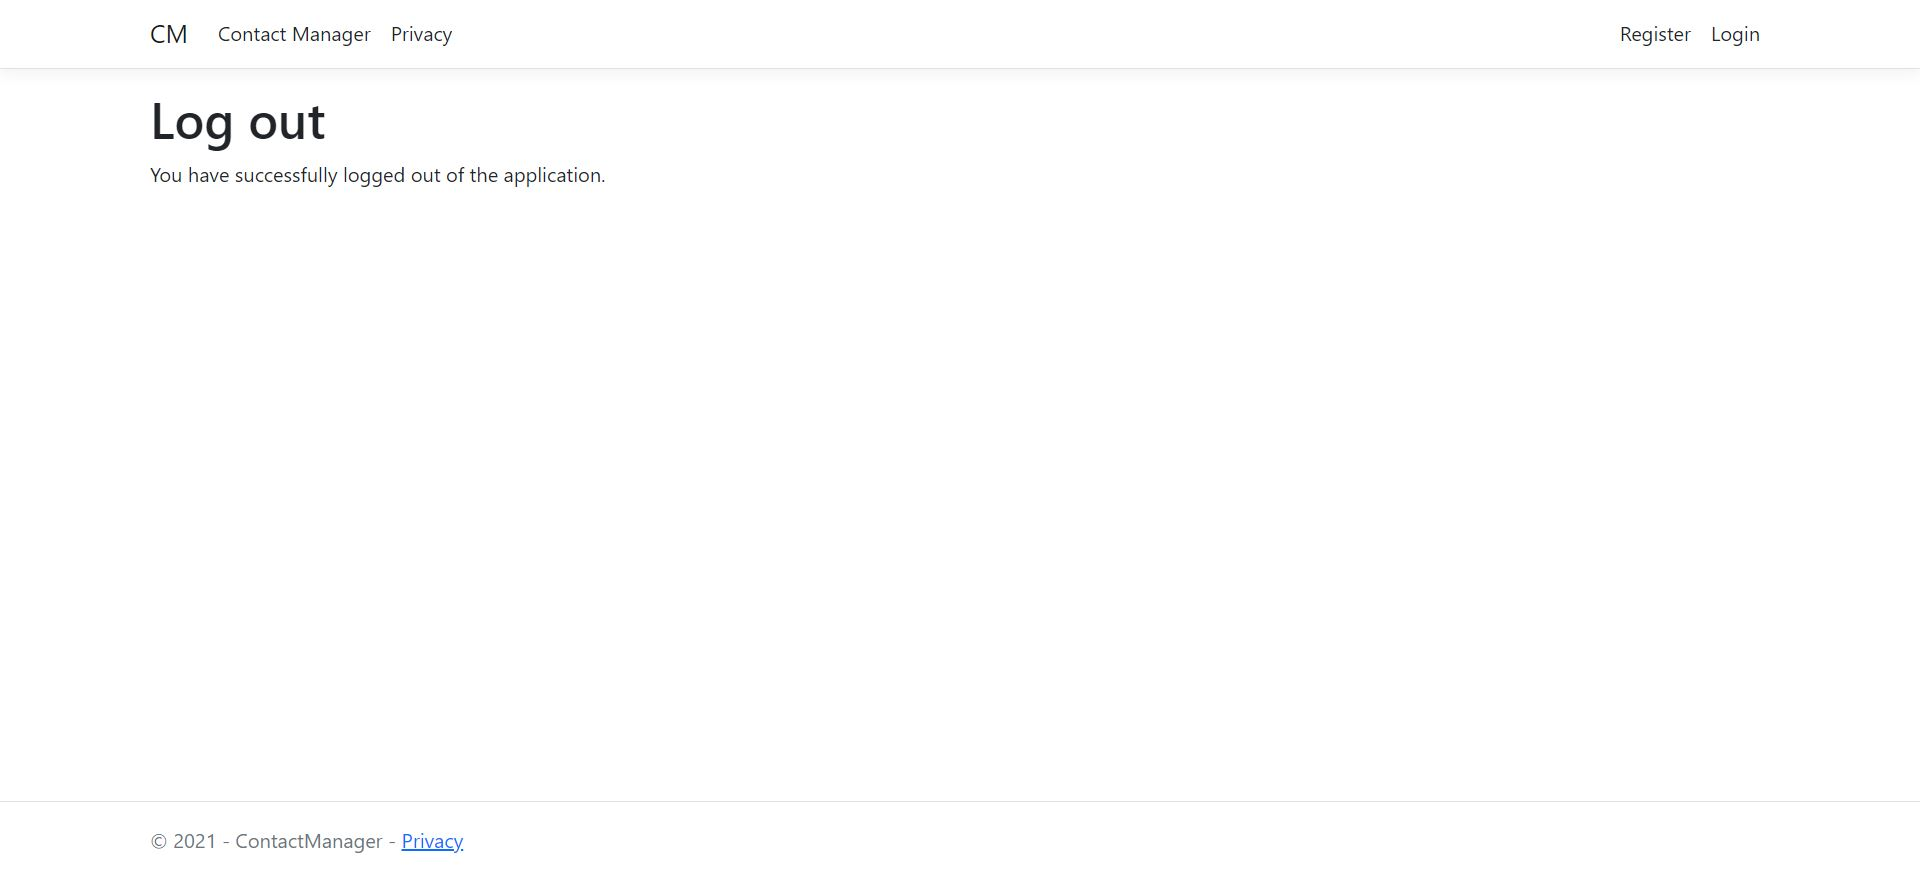 CM Contact Manager Privacy Register Login
Log out
You have successfully logged out of the application.
© 2021 - ContactManager - Privacy